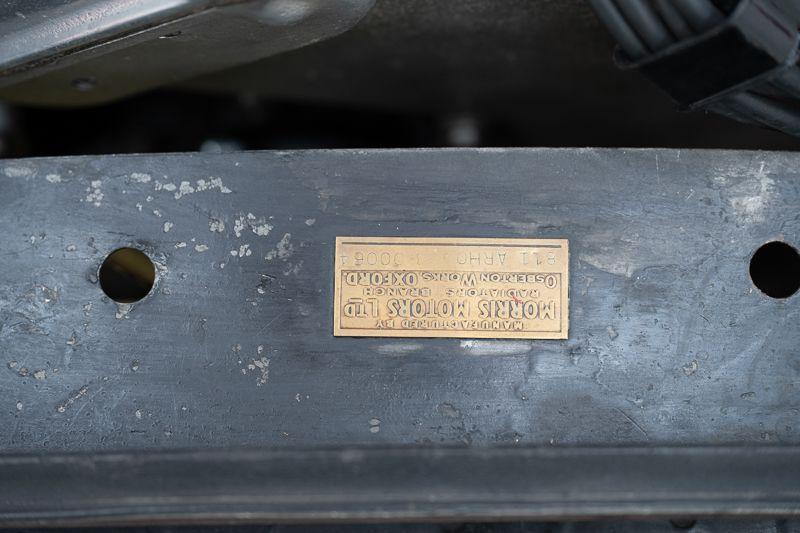 MANUFACTURED BY
MORRIS MOTORS LTD
RADIATORS BRANCH
OSBERTON WORKS OXFORD